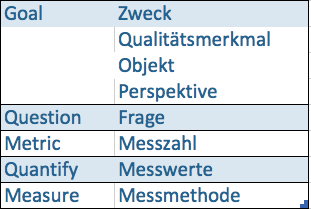 Goal Zweck
Qualitätsmerkmal
Objekt
Perspektive
Question Frage
Metric Messzahl
Quantify Messwerte
Measure Messmethode